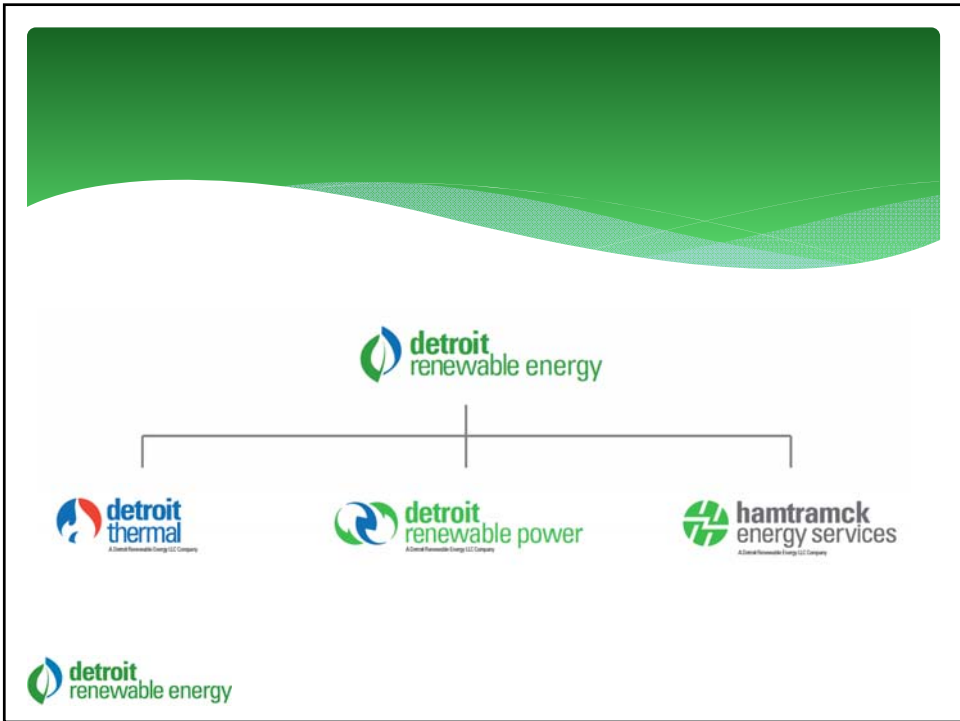 detroit
renewable energy
detroit
thermal
A Detroit Renewable Energy LLC Company
detroit
renewable power
A Detroit Renewable Energy LLC Company
hamtramck
energy services
A Detroit Renewable Energy LLC Company
detroit
renewable energy